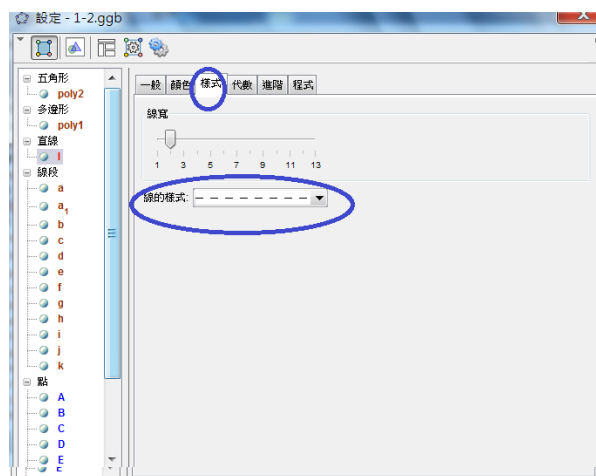 設定 - 1-2.ggb
五角形
poly2
多邊形
poly1
直線
l
線段
a
a₁
b
c
d
e
f
g
h
i
j
k
點
A
B
C
D
E
一般 顏色 樣式 代數 進階 程式
線寬
1 3 5 7 9 11 13
線的樣式: